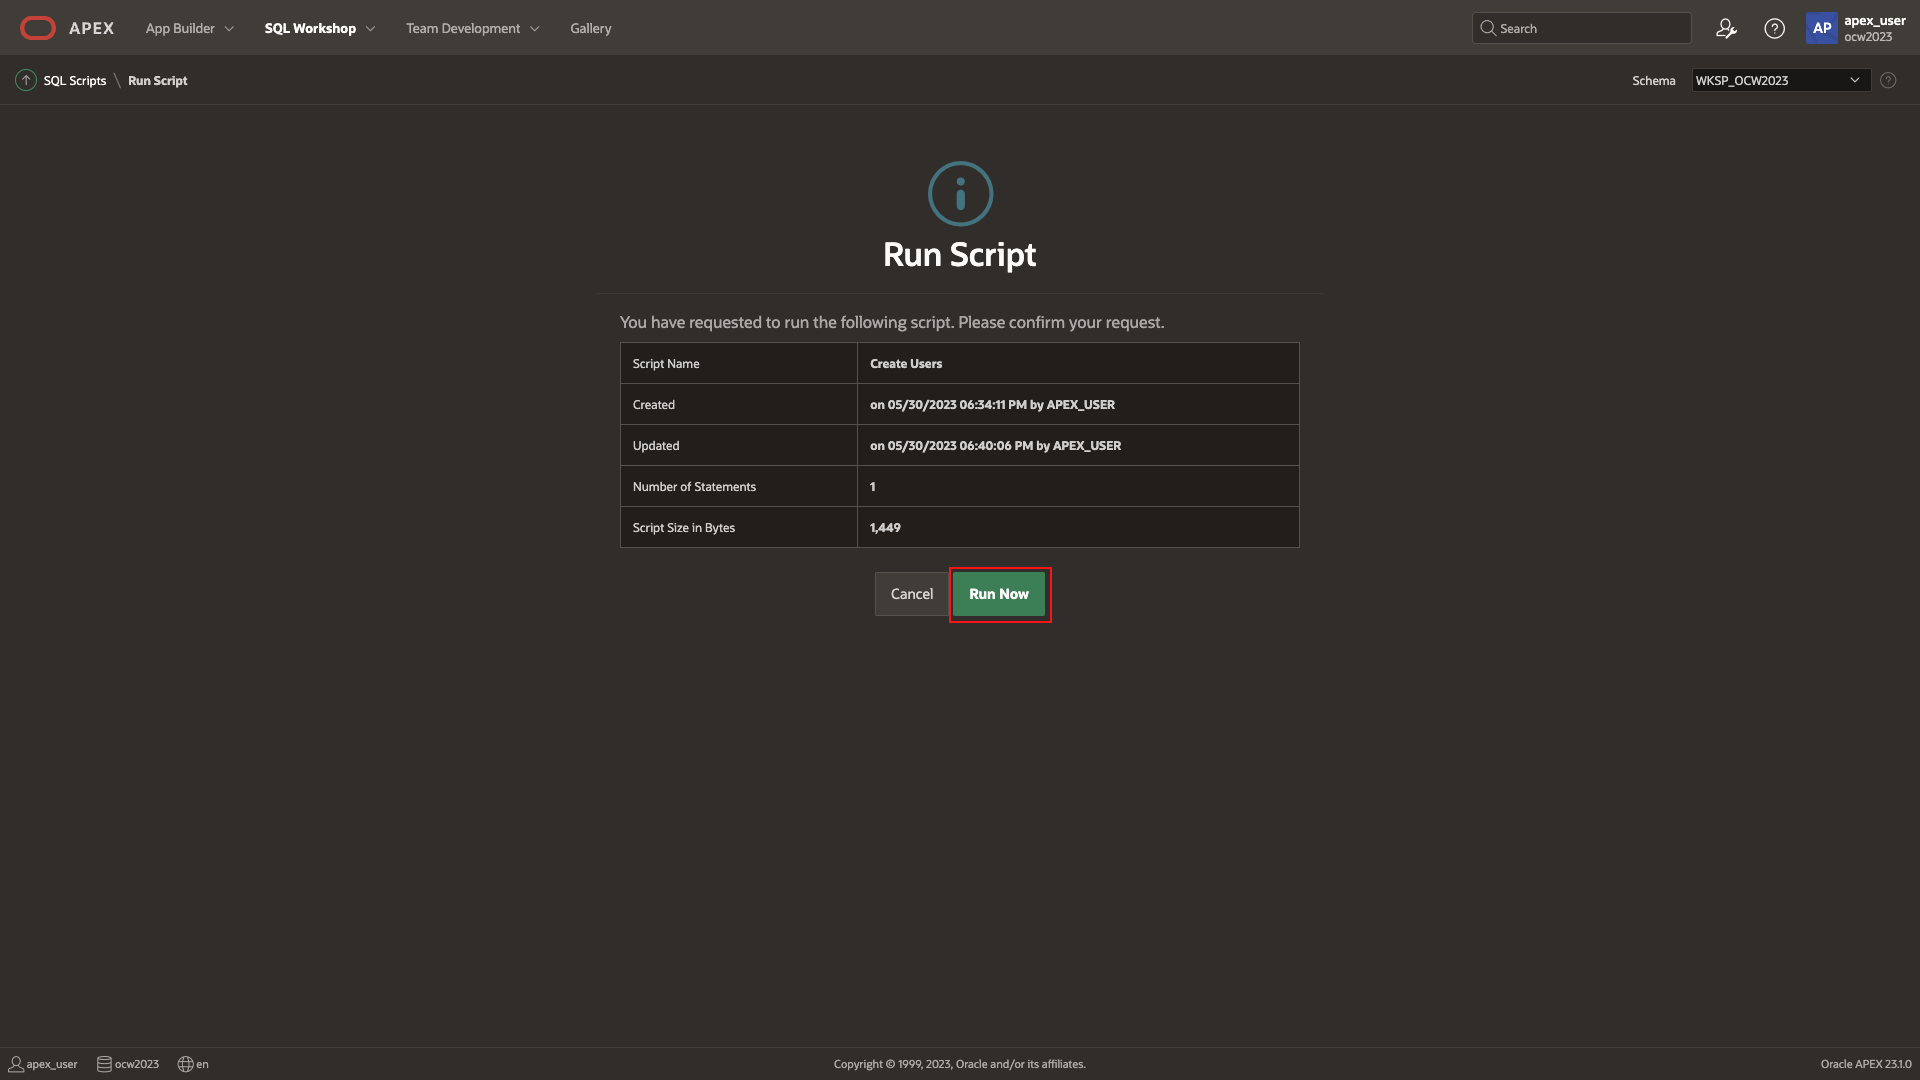 APEX App Builder SQL Workshop Team Development Gallery Search AP apex_user
ocw2023
SQL Scripts \ Run Script Schema WKSP_OCW2023
Run Script
You have requested to run the following script. Please confirm your request.
Script Name Create Users
Created on 05/30/2023 06:34:11 PM by APEX_USER
Updated on 05/30/2023 06:40:06 PM by APEX_USER
Number of Statements 1
Script Size in Bytes 1,449
Cancel Run Now
apex_user ocw2023 en Copyright © 1999, 2023, Oracle and/or its affiliates. Oracle APEX 23.1.0